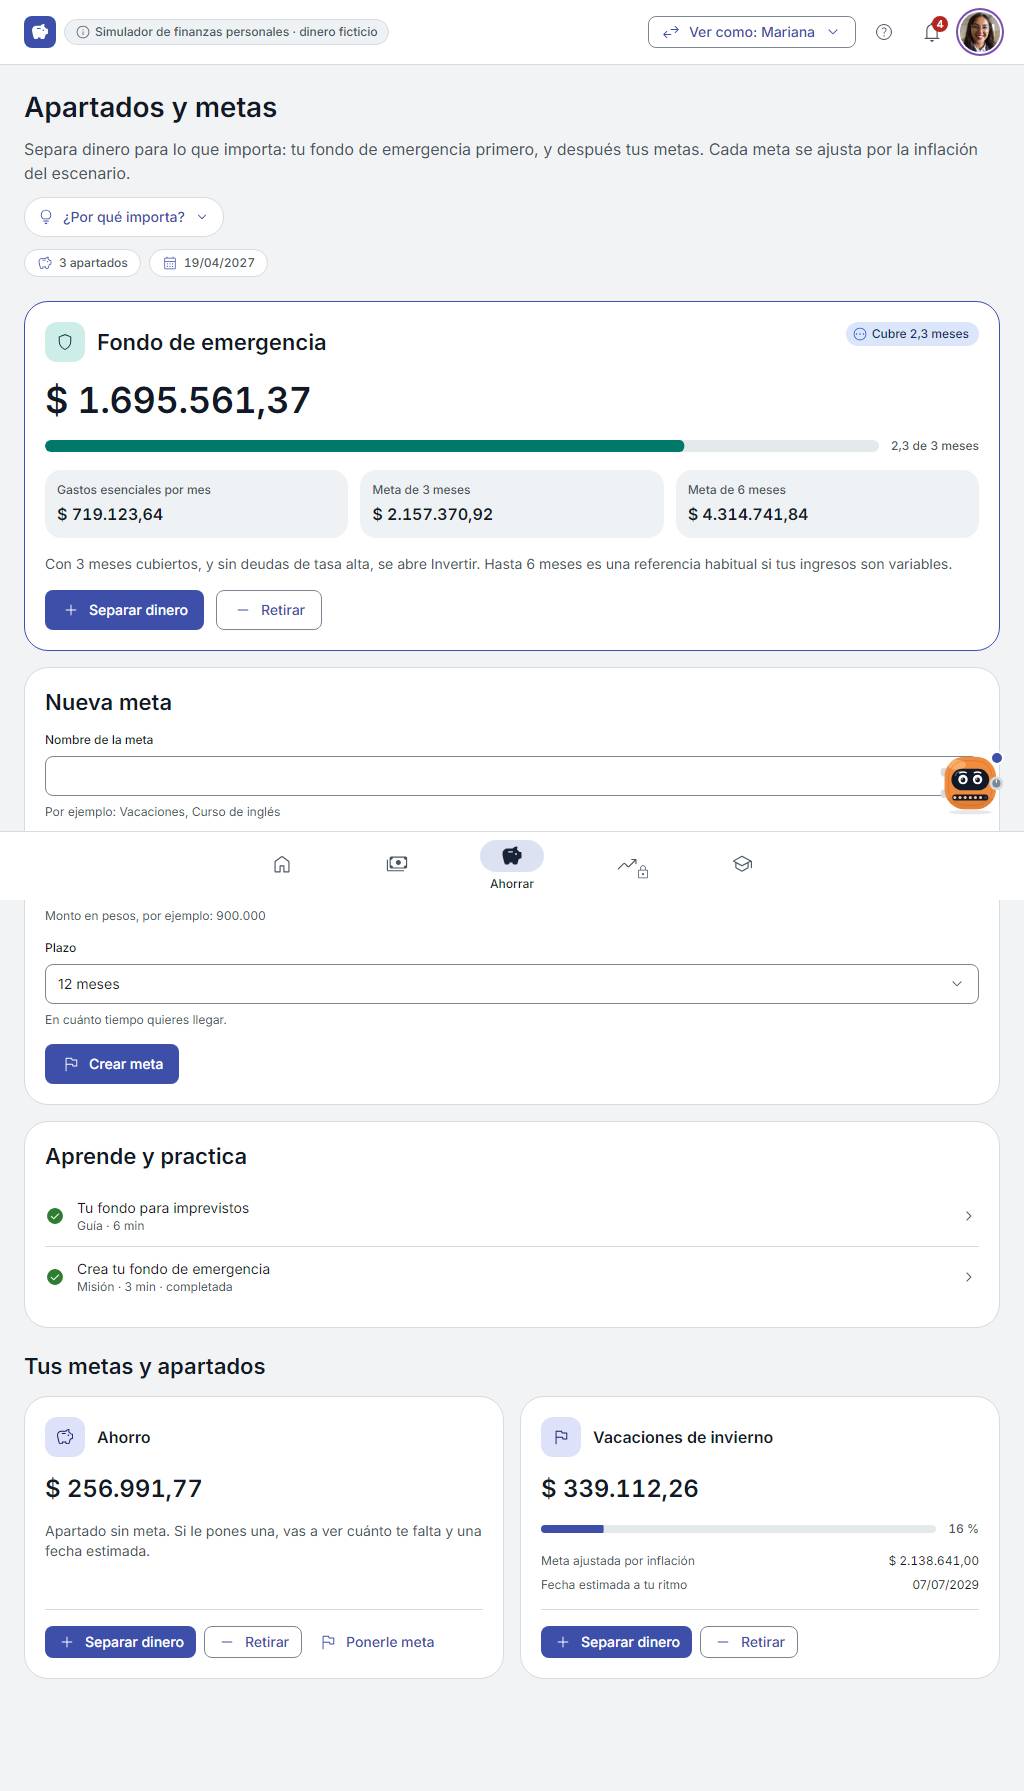 Simulador de finanzas personales · dinero ficticio
Ver como: Mariana
4
Apartados y metas
Separa dinero para lo que importa: tu fondo de emergencia primero, y después tus metas. Cada meta se ajusta por la inflación
del escenario.
¿Por qué importa?
3 apartados
19/04/2027
Fondo de emergencia
Cubre 2,3 meses
$ 1.695.561,37
2,3 de 3 meses
Gastos esenciales por mes
$ 719.123,64
Meta de 3 meses
$ 2.157.370,92
Meta de 6 meses
$ 4.314.741,84
Con 3 meses cubiertos, y sin deudas de tasa alta, se abre Invertir. Hasta 6 meses es una referencia habitual si tus ingresos son variables.
Separar dinero
Retirar
Nueva meta
Nombre de la meta
Por ejemplo: Vacaciones, Curso de inglés
Ahorrar
Monto en pesos, por ejemplo: 900.000
Plazo
12 meses
En cuánto tiempo quieres llegar.
Crear meta
Aprende y practica
Tu fondo para imprevistos
Guía · 6 min
Crea tu fondo de emergencia
Misión · 3 min · completada
Tus metas y apartados
Ahorro
$ 256.991,77
Apartado sin meta. Si le pones una, vas a ver cuánto te falta y una
fecha estimada.
Separar dinero
Retirar
Ponerle meta
Vacaciones de invierno
$ 339.112,26
16 %
Meta ajustada por inflación
$ 2.138.641,00
Fecha estimada a tu ritmo
07/07/2029
Separar dinero
Retirar